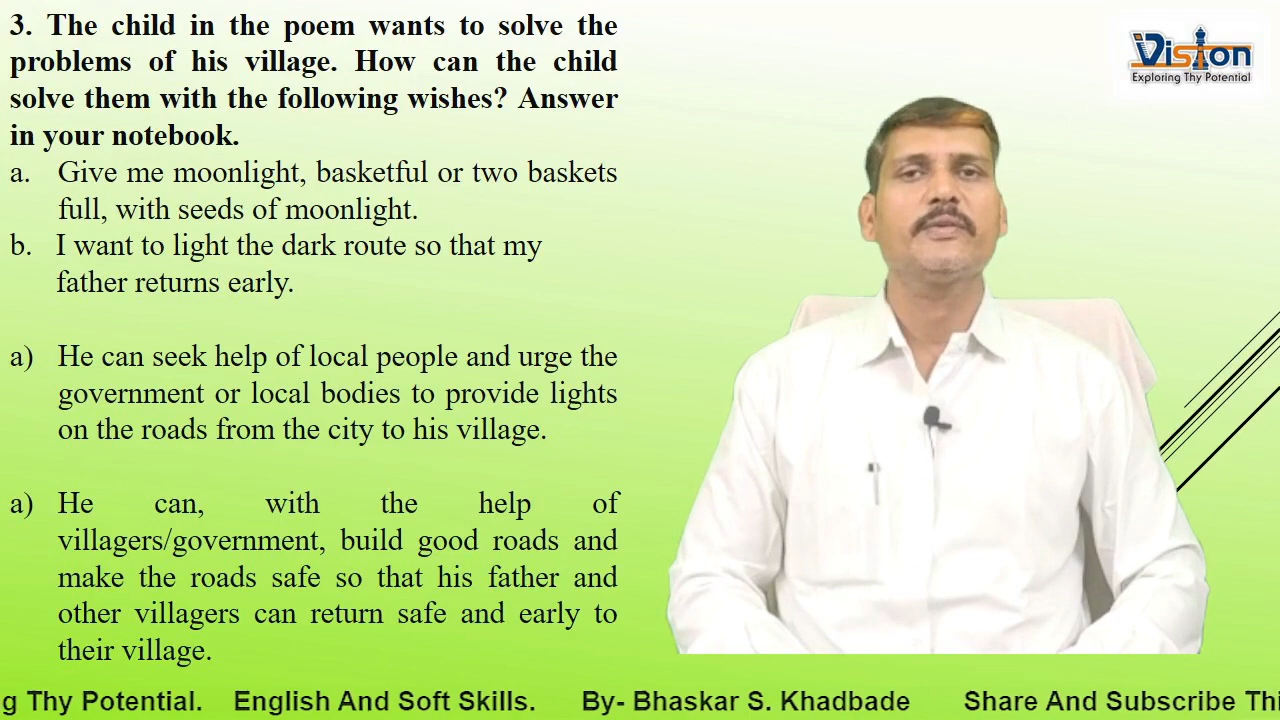 3. The child in the poem wants to solve the
problems of his village. How can the child
solve them with the following wishes? Answer
in your notebook.
a. Give me moonlight, basketful or two baskets
full, with seeds of moonlight.
b. I want to light the dark route so that my
father returns early.
a) He can seek help of local people and urge the
government or local bodies to provide lights
on the roads from the city to his village.
a) He can, with the help of
villagers/government, build good roads and
make the roads safe so that his father and
other villagers can return safe and early to
their village.
Vision
Exploring Thy Potential
g Thy Potential. English And Soft Skills. By- Bhaskar S. Khadbade Share And Subscribe Thi